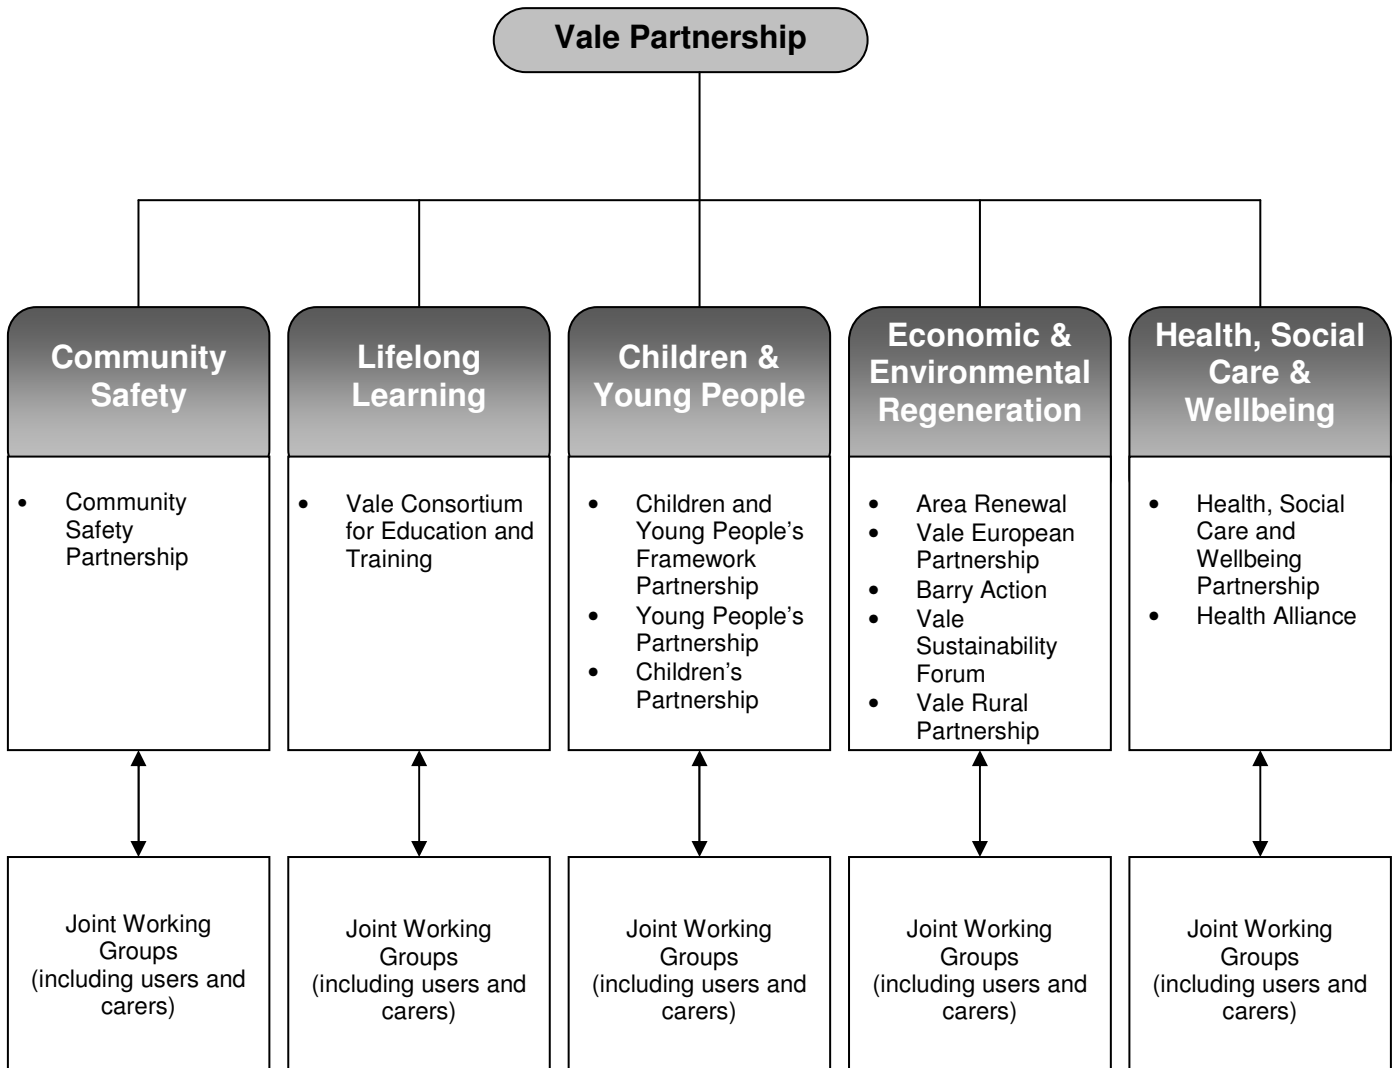 Vale Partnership
Community
Safety
Lifelong
Learning
Children &
Young People
Economic &
Environmental
Regeneration
Health, Social
Care &
Wellbeing
• Community
Safety
Partnership
• Vale Consortium
for Education and
Training
• Children and
Young People’s
Framework
Partnership
• Young People’s
Partnership
• Children’s
Partnership
• Area Renewal
• Vale European
Partnership
• Barry Action
• Vale
Sustainability
Forum
• Vale Rural
Partnership
• Health, Social
Care and
Wellbeing
Partnership
• Health Alliance
Joint Working
Groups
(including users and
carers)
Joint Working
Groups
(including users and
carers)
Joint Working
Groups
(including users and
carers)
Joint Working
Groups
(including users and
carers)
Joint Working
Groups
(including users and
carers)